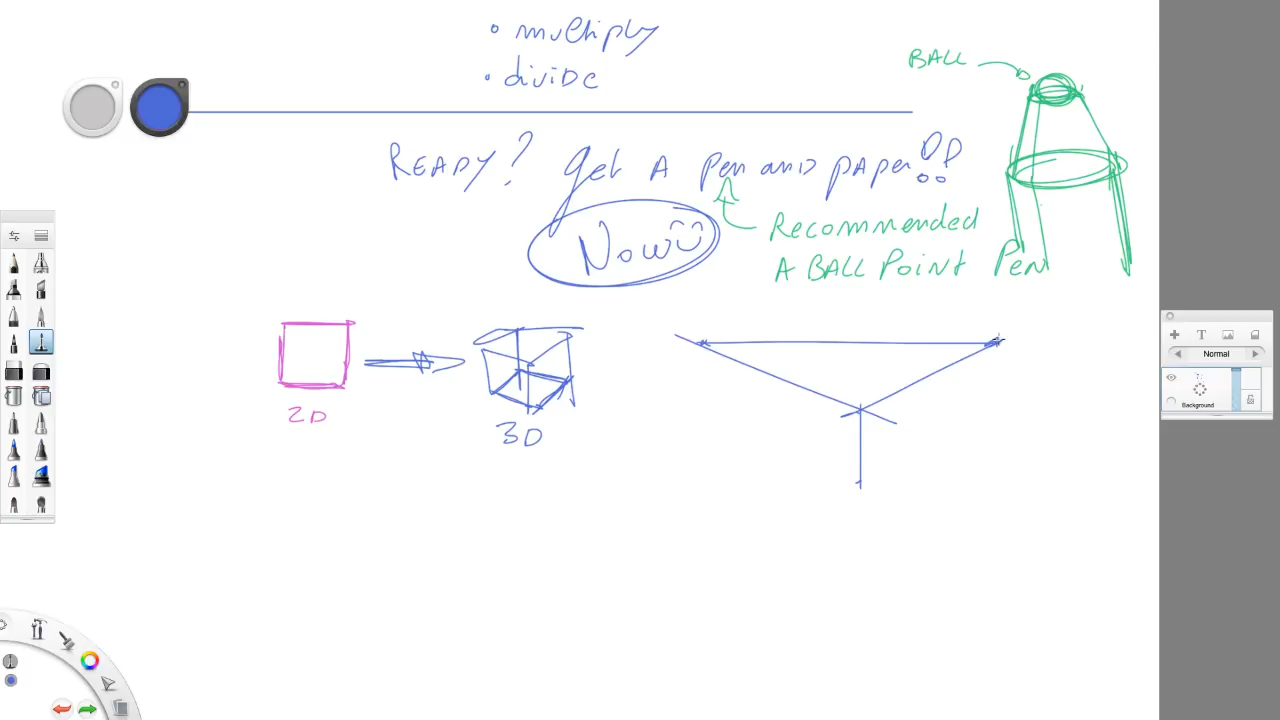 • multiply
• diviDe
BALL
READY? get A pen AND pAper!!
Now
Recommended
A BALL Point Pen
2D
3D
Normal
Background